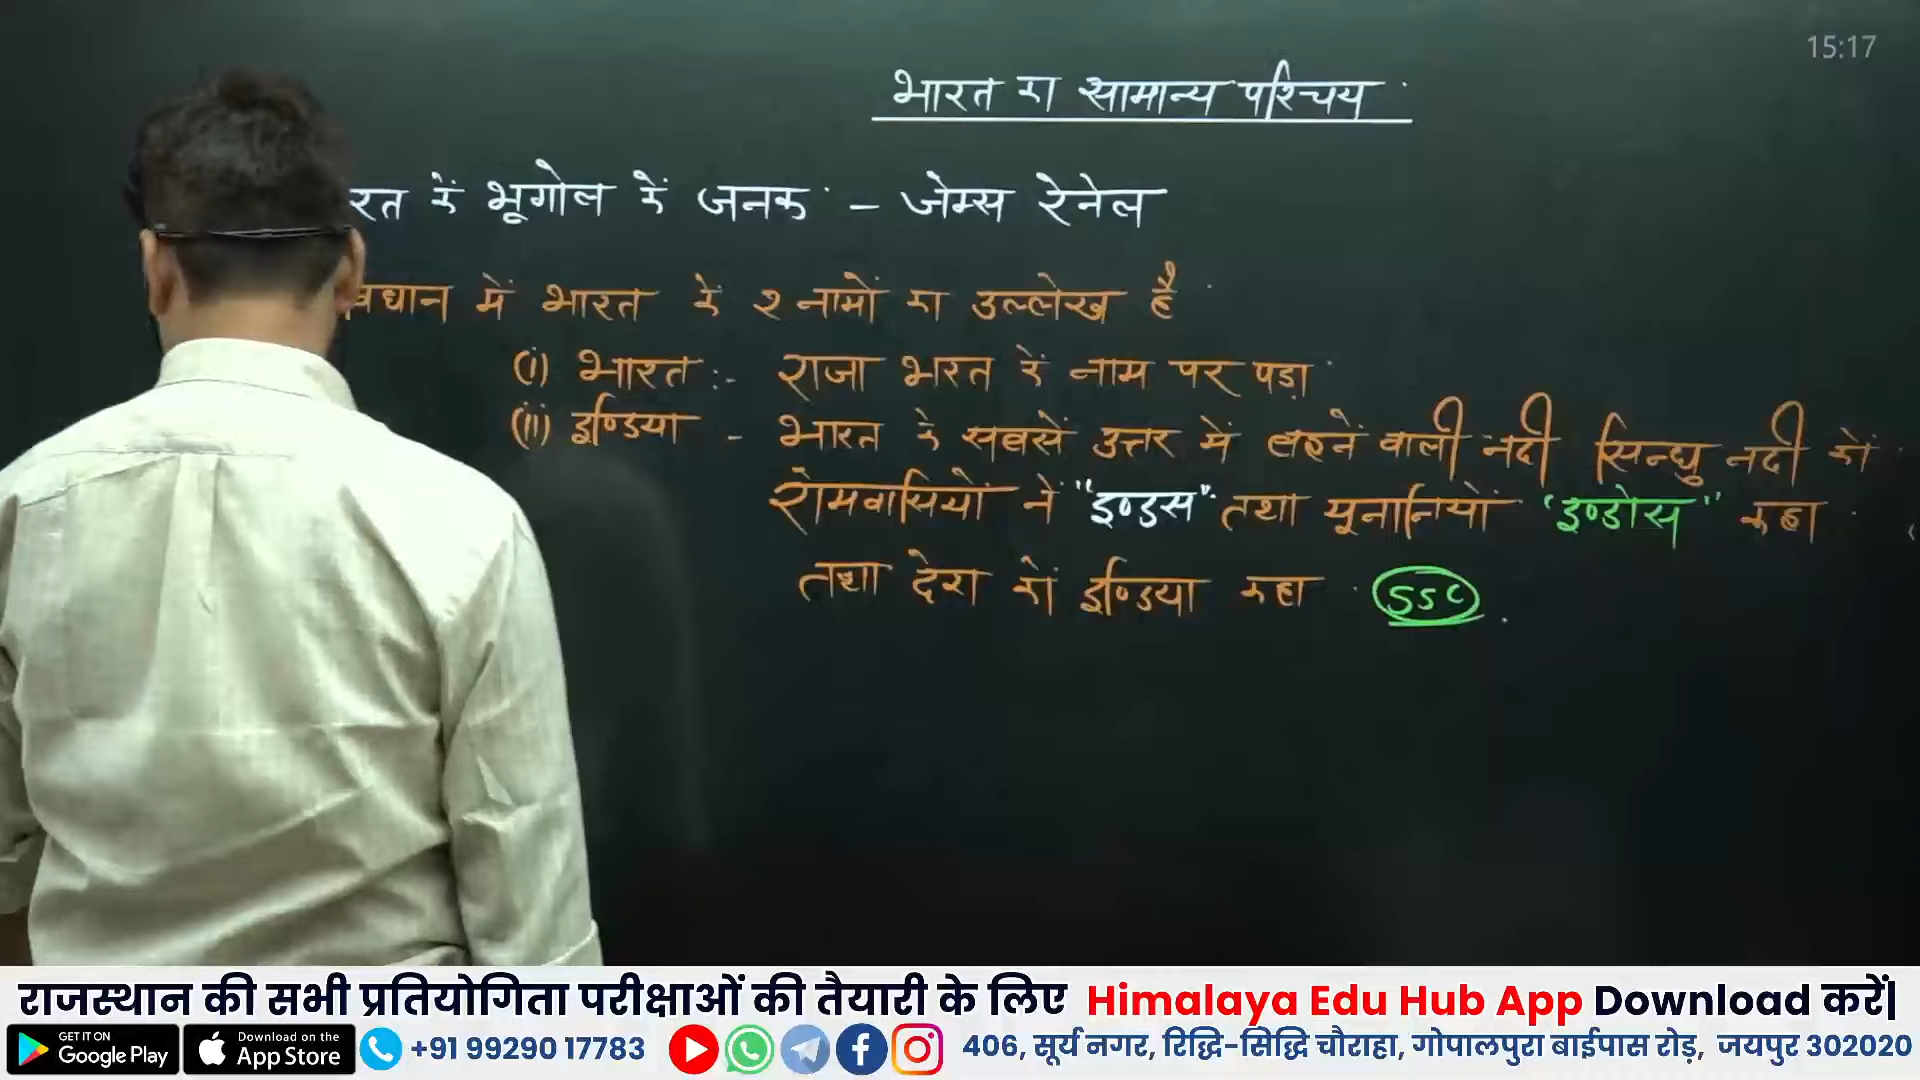 15:17
भारत का सामान्य परिचय
रत कें भूगोल कें जनक - जेम्स रेनेल
वधान में भारत कें 2 नामों का उल्लेख है
(i) भारत :- राजा भरत कें नाम पर पड़ा
(ii) इण्डिया - भारत के सबसें उत्तर में बहनें वाली नदी सिन्धु नदी कों
रोमवासियों नें "इण्डस" तथा यूनानियों "इण्डोस" कहा
तथा देश कों इण्डिया कहा SSC
राजस्थान की सभी प्रतियोगिता परीक्षाओं की तैयारी के लिए Himalaya Edu Hub App Download करें|
GET IT ON Google Play Download on the App Store +91 99290 17783 406, सूर्य नगर, रिद्धि-सिद्धि चौराहा, गोपालपुरा बाईपास रोड़, जयपुर 302020